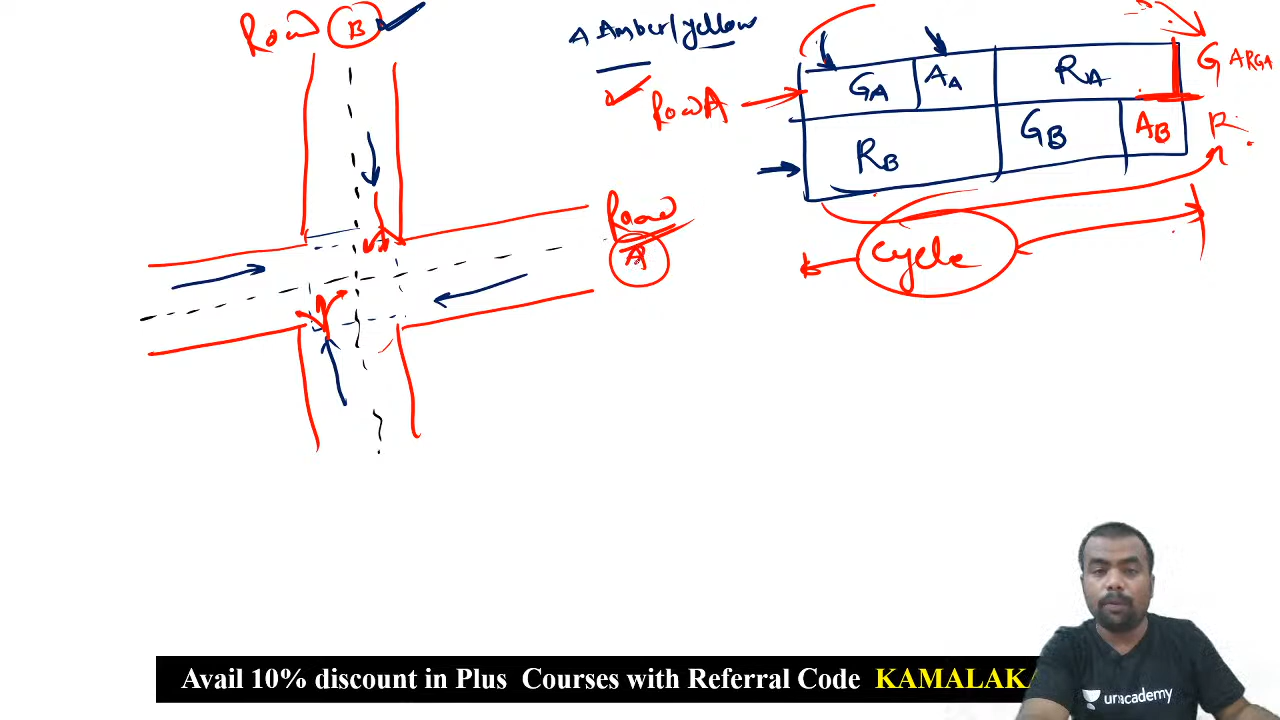 Road B
A Amber/yellow
Road A
GA AA RA
G ARGA
RB GB AB
R
Road
A
cycle
Avail 10% discount in Plus Courses with Referral Code KAMALAKA
unacademy